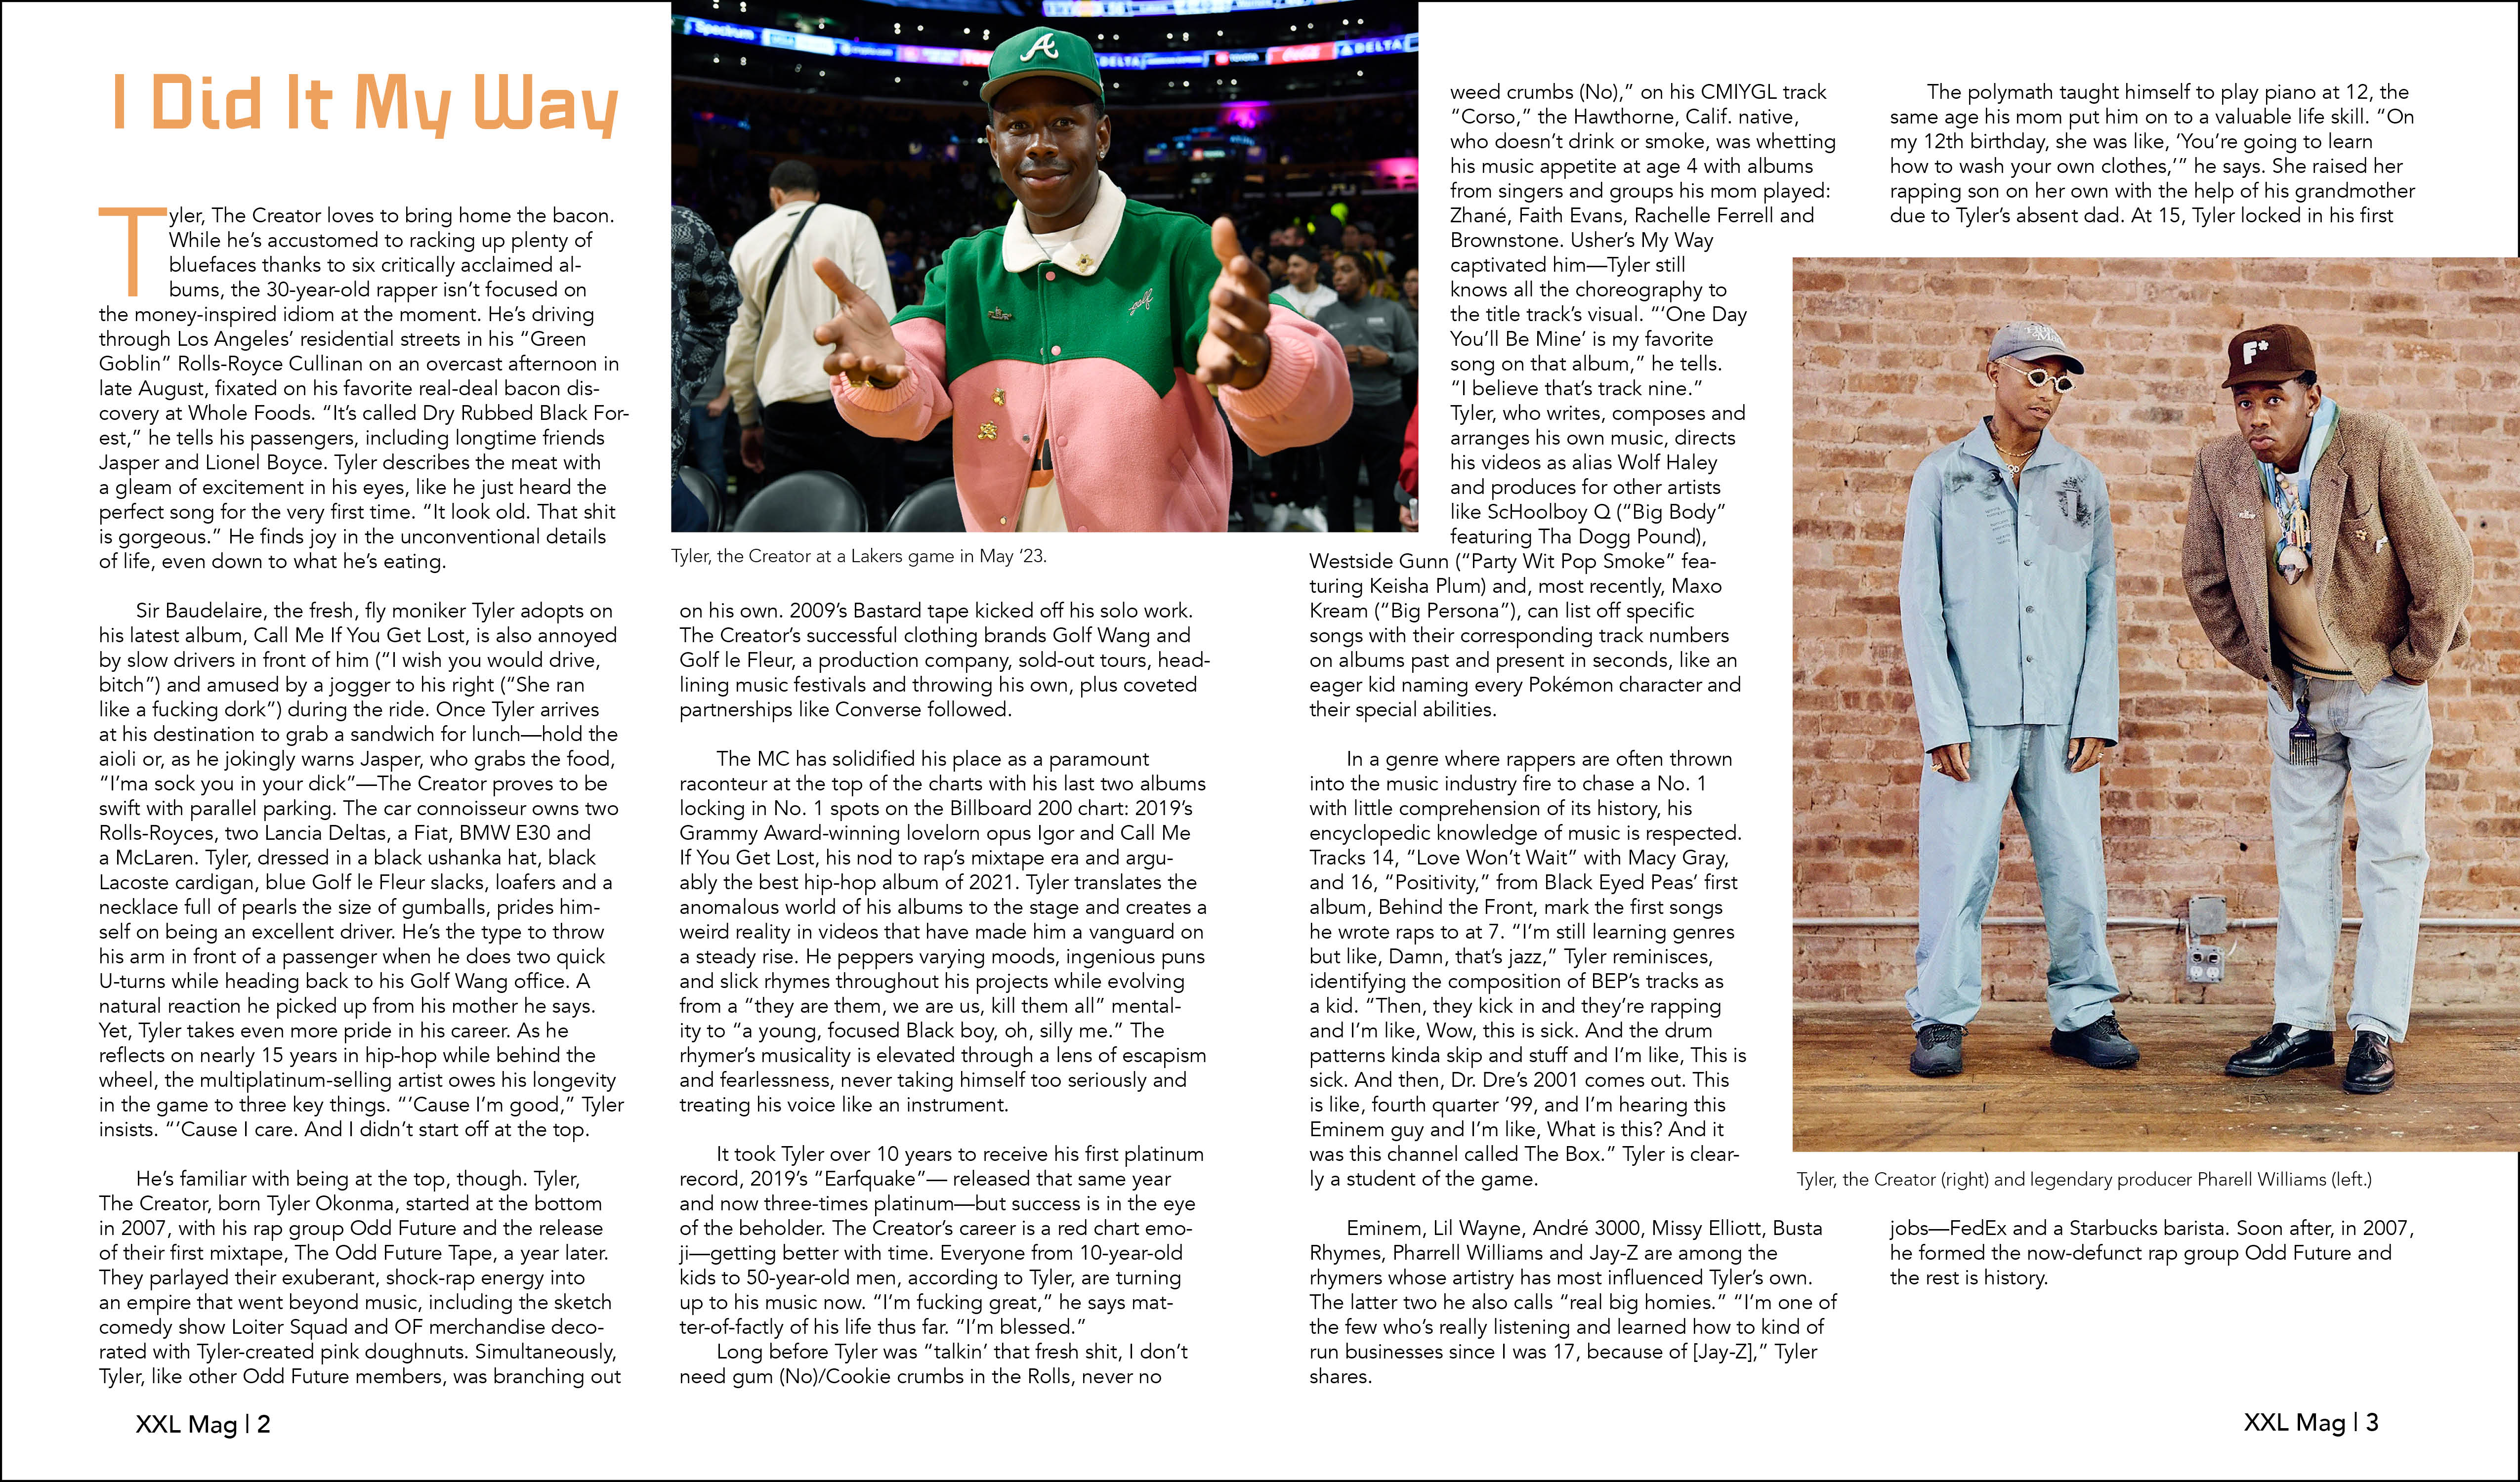 I Did It My Way
Tyler, The Creator loves to bring home the bacon.
While he’s accustomed to racking up plenty of
bluefaces thanks to six critically acclaimed al-
bums, the 30-year-old rapper isn’t focused on
the money-inspired idiom at the moment. He’s driving
through Los Angeles’ residential streets in his “Green
Goblin” Rolls-Royce Cullinan on an overcast afternoon in
late August, fixated on his favorite real-deal bacon dis-
covery at Whole Foods. “It’s called Dry Rubbed Black For-
est,” he tells his passengers, including longtime friends
Jasper and Lionel Boyce. Tyler describes the meat with
a gleam of excitement in his eyes, like he just heard the
perfect song for the very first time. “It look old. That shit
is gorgeous.” He finds joy in the unconventional details
of life, even down to what he’s eating.
Sir Baudelaire, the fresh, fly moniker Tyler adopts on
his latest album, Call Me If You Get Lost, is also annoyed
by slow drivers in front of him (“I wish you would drive,
bitch”) and amused by a jogger to his right (“She ran
like a fucking dork”) during the ride. Once Tyler arrives
at his destination to grab a sandwich for lunch—hold the
aioli or, as he jokingly warns Jasper, who grabs the food,
“I’ma sock you in your dick”—The Creator proves to be
swift with parallel parking. The car connoisseur owns two
Rolls-Royces, two Lancia Deltas, a Fiat, BMW E30 and
a McLaren. Tyler, dressed in a black ushanka hat, black
Lacoste cardigan, blue Golf le Fleur slacks, loafers and a
necklace full of pearls the size of gumballs, prides him-
self on being an excellent driver. He’s the type to throw
his arm in front of a passenger when he does two quick
U-turns while heading back to his Golf Wang office. A
natural reaction he picked up from his mother he says.
Yet, Tyler takes even more pride in his career. As he
reflects on nearly 15 years in hip-hop while behind the
wheel, the multiplatinum-selling artist owes his longevity
in the game to three key things. “’Cause I’m good,” Tyler
insists. “’Cause I care. And I didn’t start off at the top.
He’s familiar with being at the top, though. Tyler,
The Creator, born Tyler Okonma, started at the bottom
in 2007, with his rap group Odd Future and the release
of their first mixtape, The Odd Future Tape, a year later.
They parlayed their exuberant, shock-rap energy into
an empire that went beyond music, including the sketch
comedy show Loiter Squad and OF merchandise deco-
rated with Tyler-created pink doughnuts. Simultaneously,
Tyler, like other Odd Future members, was branching out
XXL Mag | 2
Spectrum
DELTA
DELTA
A
golf
Tyler, the Creator at a Lakers game in May ’23.
on his own. 2009’s Bastard tape kicked off his solo work.
The Creator’s successful clothing brands Golf Wang and
Golf le Fleur, a production company, sold-out tours, head-
lining music festivals and throwing his own, plus coveted
partnerships like Converse followed.
The MC has solidified his place as a paramount
raconteur at the top of the charts with his last two albums
locking in No. 1 spots on the Billboard 200 chart: 2019’s
Grammy Award-winning lovelorn opus Igor and Call Me
If You Get Lost, his nod to rap’s mixtape era and argu-
ably the best hip-hop album of 2021. Tyler translates the
anomalous world of his albums to the stage and creates a
weird reality in videos that have made him a vanguard on
a steady rise. He peppers varying moods, ingenious puns
and slick rhymes throughout his projects while evolving
from a “they are them, we are us, kill them all” mental-
ity to “a young, focused Black boy, oh, silly me.” The
rhymer’s musicality is elevated through a lens of escapism
and fearlessness, never taking himself too seriously and
treating his voice like an instrument.
It took Tyler over 10 years to receive his first platinum
record, 2019’s “Earfquake”— released that same year
and now three-times platinum—but success is in the eye
of the beholder. The Creator’s career is a red chart emo-
ji—getting better with time. Everyone from 10-year-old
kids to 50-year-old men, according to Tyler, are turning
up to his music now. “I’m fucking great,” he says mat-
ter-of-factly of his life thus far. “I’m blessed.”
Long before Tyler was “talkin’ that fresh shit, I don’t
need gum (No)/Cookie crumbs in the Rolls, never no
weed crumbs (No),” on his CMIYGL track
“Corso,” the Hawthorne, Calif. native,
who doesn’t drink or smoke, was whetting
his music appetite at age 4 with albums
from singers and groups his mom played:
Zhané, Faith Evans, Rachelle Ferrell and
Brownstone. Usher’s My Way
captivated him—Tyler still
knows all the choreography to
the title track’s visual. “‘One Day
You’ll Be Mine’ is my favorite
song on that album,” he tells.
“I believe that’s track nine.”
Tyler, who writes, composes and
arranges his own music, directs
his videos as alias Wolf Haley
and produces for other artists
like ScHoolboy Q (“Big Body”
featuring Tha Dogg Pound),
Westside Gunn (“Party Wit Pop Smoke” fea-
turing Keisha Plum) and, most recently, Maxo
Kream (“Big Persona”), can list off specific
songs with their corresponding track numbers
on albums past and present in seconds, like an
eager kid naming every Pokémon character and
their special abilities.
In a genre where rappers are often thrown
into the music industry fire to chase a No. 1
with little comprehension of its history, his
encyclopedic knowledge of music is respected.
Tracks 14, “Love Won’t Wait” with Macy Gray,
and 16, “Positivity,” from Black Eyed Peas’ first
album, Behind the Front, mark the first songs
he wrote raps to at 7. “I’m still learning genres
but like, Damn, that’s jazz,” Tyler reminisces,
identifying the composition of BEP’s tracks as
a kid. “Then, they kick in and they’re rapping
and I’m like, Wow, this is sick. And the drum
patterns kinda skip and stuff and I’m like, This is
sick. And then, Dr. Dre’s 2001 comes out. This
is like, fourth quarter ’99, and I’m hearing this
Eminem guy and I’m like, What is this? And it
was this channel called The Box.” Tyler is clear-
ly a student of the game.
Eminem, Lil Wayne, André 3000, Missy Elliott, Busta
Rhymes, Pharrell Williams and Jay-Z are among the
rhymers whose artistry has most influenced Tyler’s own.
The latter two he also calls “real big homies.” “I’m one of
the few who’s really listening and learned how to kind of
run businesses since I was 17, because of [Jay-Z],” Tyler
shares.
The polymath taught himself to play piano at 12, the
same age his mom put him on to a valuable life skill. “On
my 12th birthday, she was like, ‘You’re going to learn
how to wash your own clothes,’” he says. She raised her
rapping son on her own with the help of his grandmother
due to Tyler’s absent dad. At 15, Tyler locked in his first
F*
Tyler, the Creator (right) and legendary producer Pharell Williams (left.)
jobs—FedEx and a Starbucks barista. Soon after, in 2007,
he formed the now-defunct rap group Odd Future and
the rest is history.
XXL Mag | 3